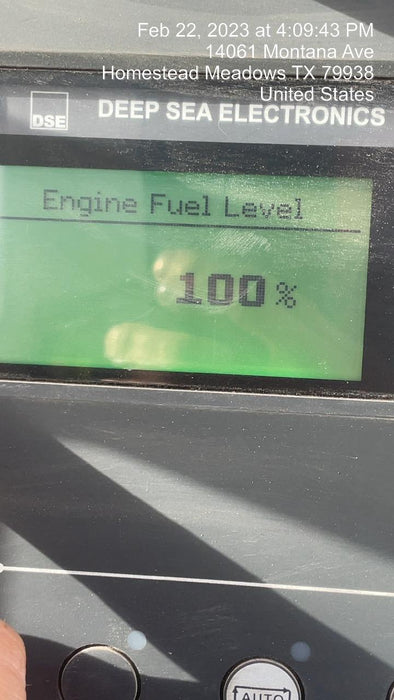 Feb 22, 2023 at 4:09:43 PM
14061 Montana Ave
Homestead Meadows TX 79938
United States
DSE
DEEP SEA ELECTRONICS
Engine Fuel Level
100%
AUTO